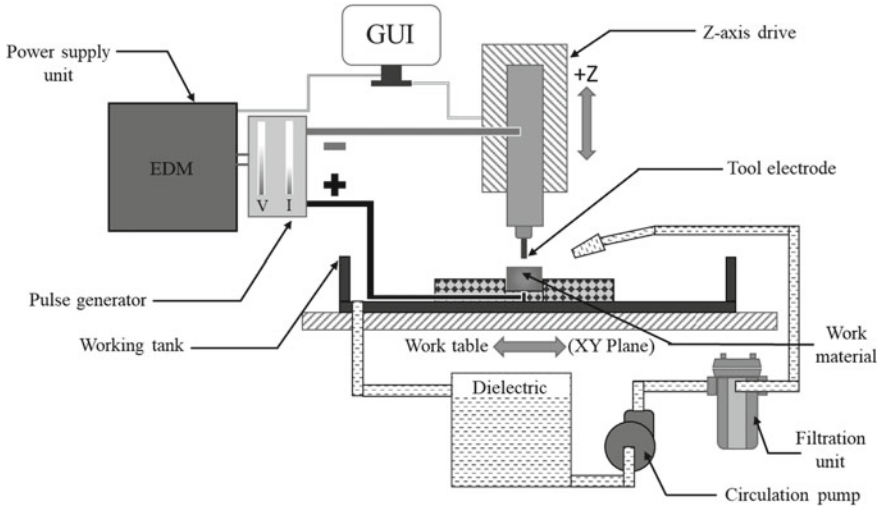 GUI
Z-axis drive
Power supply
unit
+Z
EDM
V I
Tool electrode
Pulse generator
Working tank
Work table
(XY Plane)
Work
material
Dielectric
Filtration
unit
Circulation pump